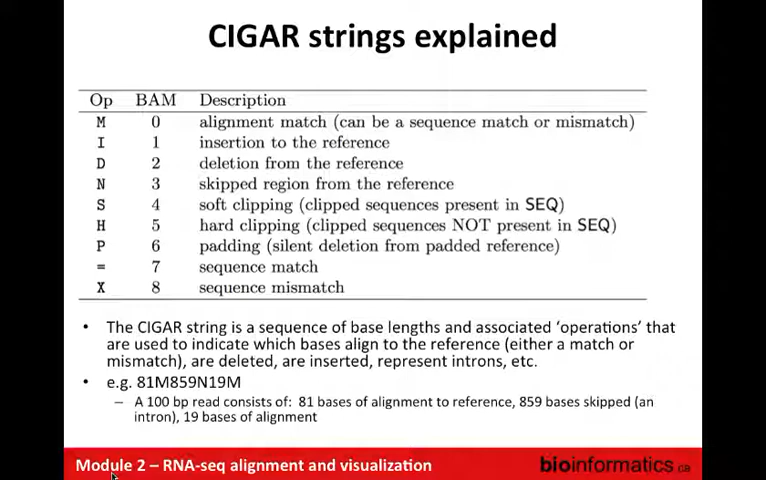 CIGAR strings explained
Op BAM Description
M 0 alignment match (can be a sequence match or mismatch)
I 1 insertion to the reference
D 2 deletion from the reference
N 3 skipped region from the reference
S 4 soft clipping (clipped sequences present in SEQ)
H 5 hard clipping (clipped sequences NOT present in SEQ)
P 6 padding (silent deletion from padded reference)
= 7 sequence match
X 8 sequence mismatch
• The CIGAR string is a sequence of base lengths and associated ‘operations’ that
are used to indicate which bases align to the reference (either a match or
mismatch), are deleted, are inserted, represent introns, etc.
• e.g. 81M859N19M
– A 100 bp read consists of: 81 bases of alignment to reference, 859 bases skipped (an
intron), 19 bases of alignment
Module 2 – RNA-seq alignment and visualization bioinformatics.ca